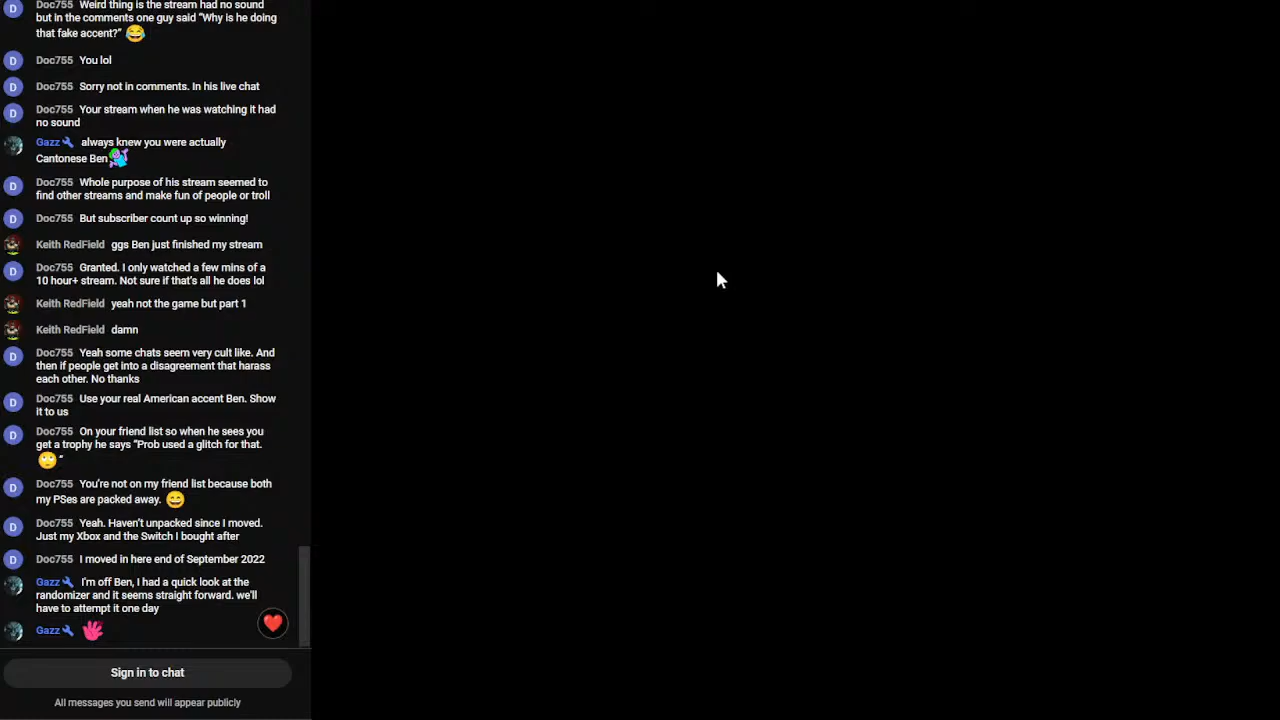 Doc755 Weird thing is the stream had no sound
but in the comments one guy said “Why is he doing
that fake accent?” 😂
Doc755 You lol
Doc755 Sorry not in comments. In his live chat
Doc755 Your stream when he was watching it had
no sound
Gazz always knew you were actually
Cantonese Ben
Doc755 Whole purpose of his stream seemed to
find other streams and make fun of people or troll
Doc755 But subscriber count up so winning!
Keith RedField ggs Ben just finished my stream
Doc755 Granted. I only watched a few mins of a
10 hour+ stream. Not sure if that’s all he does lol
Keith RedField yeah not the game but part 1
Keith RedField damn
Doc755 Yeah some chats seem very cult like. And
then if people get into a disagreement that harass
each other. No thanks
Doc755 Use your real American accent Ben. Show
it to us
Doc755 On your friend list so when he sees you
get a trophy he says “Prob used a glitch for that.
🙄 “
Doc755 You’re not on my friend list because both
my PSes are packed away. 😄
Doc755 Yeah. Haven’t unpacked since I moved.
Just my Xbox and the Switch I bought after
Doc755 I moved in here end of September 2022
Gazz I'm off Ben, I had a quick look at the
randomizer and it seems straight forward. we'll
have to attempt it one day
Gazz
Sign in to chat
All messages you send will appear publicly